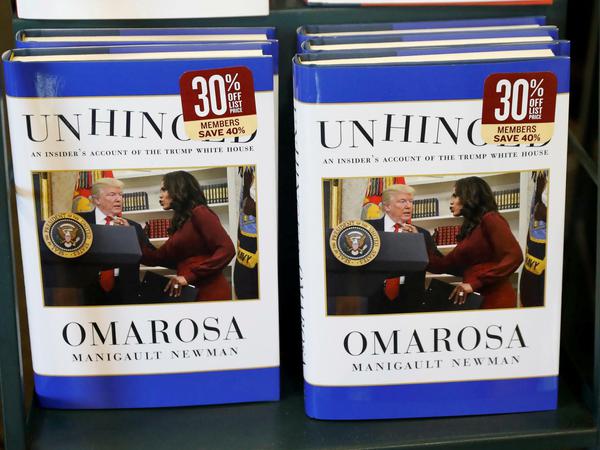 30%
OFF
LIST
PRICE
MEMBERS
SAVE 40%
UNHINGED
AN INSIDER'S ACCOUNT OF THE TRUMP WHITE HOUSE
OMAROSA
MANIGAULT NEWMAN
30%
OFF
LIST
PRICE
MEMBERS
SAVE 40%
UNHINGED
AN INSIDER'S ACCOUNT OF THE TRUMP WHITE HOUSE
OMAROSA
MANIGAULT NEWMAN